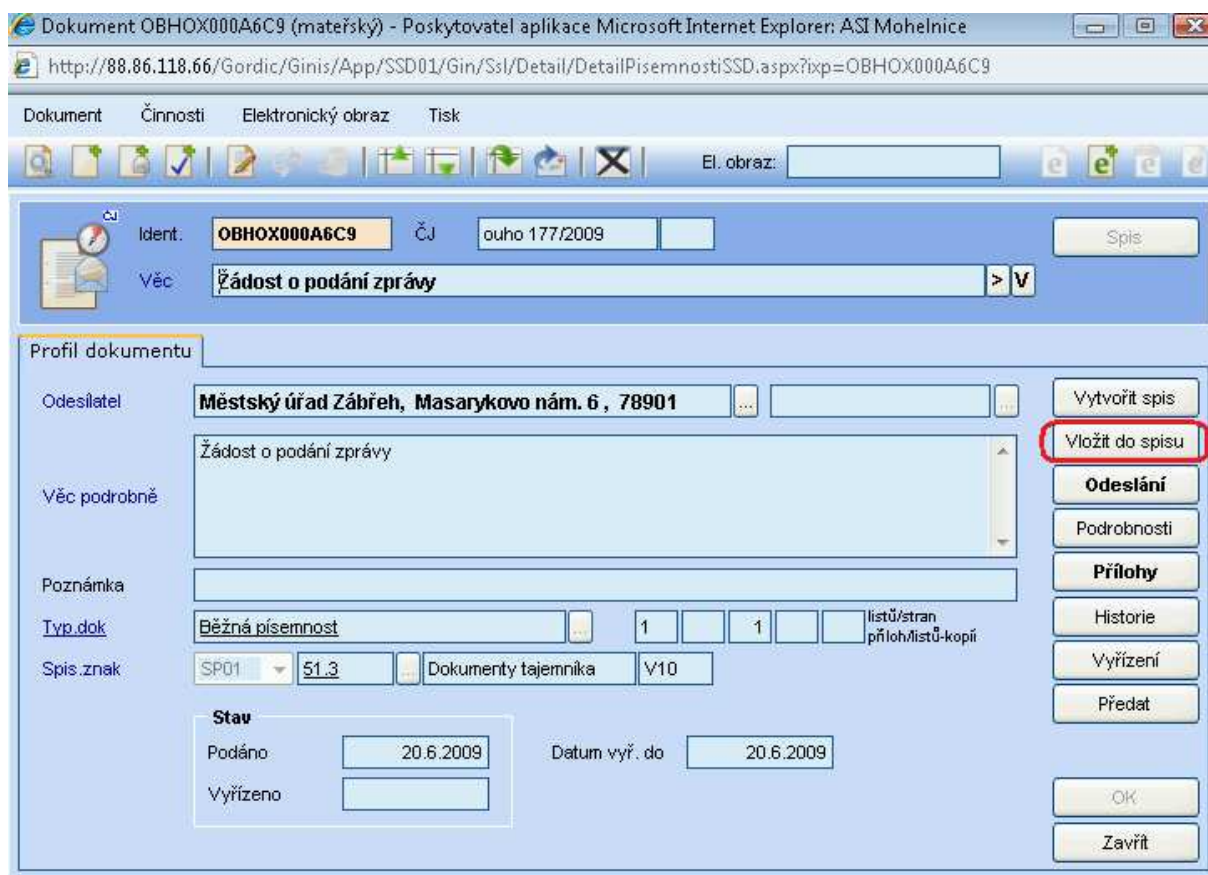 Dokument OBHOX000A6C9 (mateřský) - Poskytovatel aplikace Microsoft Internet Explorer: ASI Mohelnice
http://88.86.118.66/Gordic/Ginis/App/SSD01/Gin/Ssl/Detail/DetailPisemnostiSSD.aspx?ixp=OBHOX000A6C9
Dokument Činnosti Elektronický obraz Tisk
El. obraz:
ČJ
Ident. OBHOX000A6C9 ČJ ouho 177/2009 Spis
Věc Žádost o podání zprávy > V
Profil dokumentu
Odesílatel Městský úřad Zábřeh, Masarykovo nám. 6 , 78901 ... ... Vytvořit spis
Žádost o podání zprávy Vložit do spisu
Věc podrobně Odeslání
Podrobnosti
Poznámka Přílohy
Typ.dok Běžná písemnost ... 1 1 listů/stran příloh/listů-kopií Historie
Spis.znak SP01 51.3 ... Dokumenty tajemníka V10 Vyřízení
Stav Předat
Podáno 20.6.2009 Datum vyř. do 20.6.2009
Vyřízeno OK
Zavřít